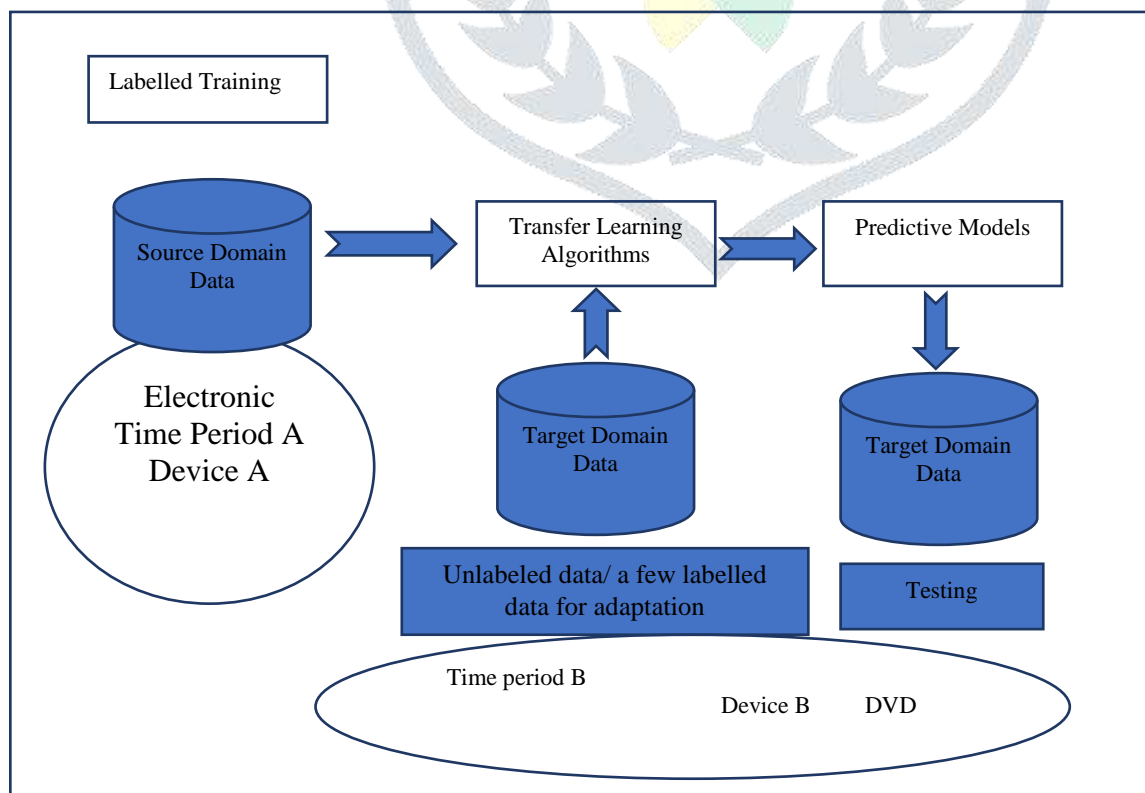 Labelled Training
Source Domain
Data
Transfer Learning
Algorithms
Predictive Models
Electronic
Time Period A
Device A
Target Domain
Data
Target Domain
Data
Unlabeled data/ a few labelled
data for adaptation
Testing
Time period B
Device B
DVD